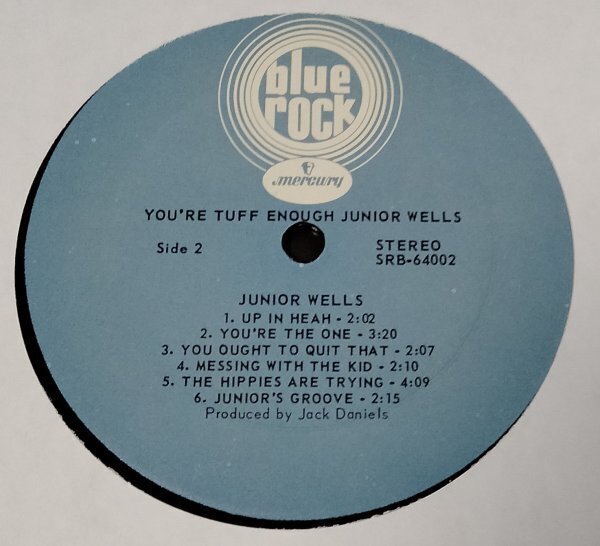 blue
rock
mercury
YOU'RE TUFF ENOUGH JUNIOR WELLS
Side 2
STEREO
SRB-64002
JUNIOR WELLS
1. UP IN HEAH - 2:02
2. YOU'RE THE ONE - 3:20
3. YOU OUGHT TO QUIT THAT - 2:07
4. MESSING WITH THE KID - 2:10
5. THE HIPPIES ARE TRYING - 4:09
6. JUNIOR'S GROOVE - 2:15
Produced by Jack Daniels